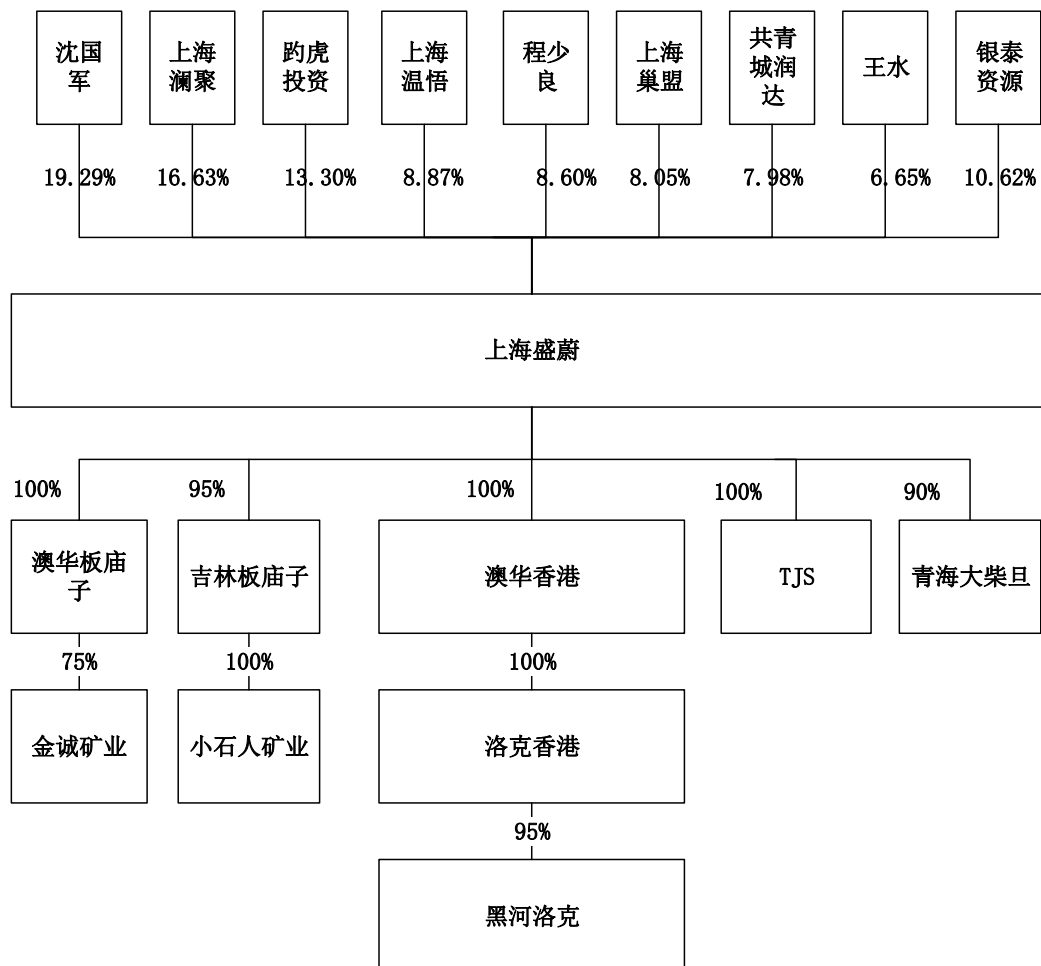 沈国
军
上海
澜聚
趵虎
投资
上海
温悟
程少
良
上海
巢盟
共青
城润
达
王水
银泰
资源
19.29%
16.63%
13.30%
8.87%
8.60%
8.05%
7.98%
6.65%
10.62%
上海盛蔚
100%
95%
100%
100%
90%
澳华板庙
子
吉林板庙子
澳华香港
TJS
青海大柴旦
75%
100%
100%
金诚矿业
小石人矿业
洛克香港
95%
黑河洛克